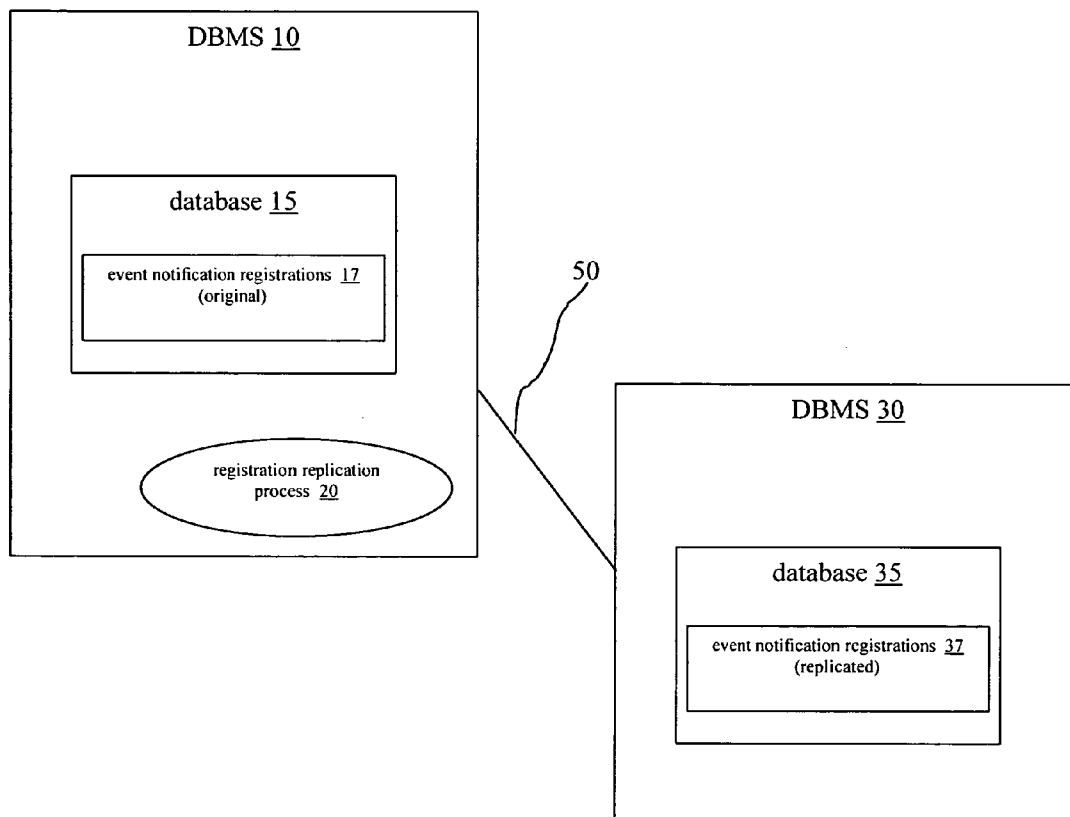 DBMS 10
database 15
event notification registrations 17
(original)
50
DBMS 30
registration replication
process 20
database 35
event notification registrations 37
(replicated)